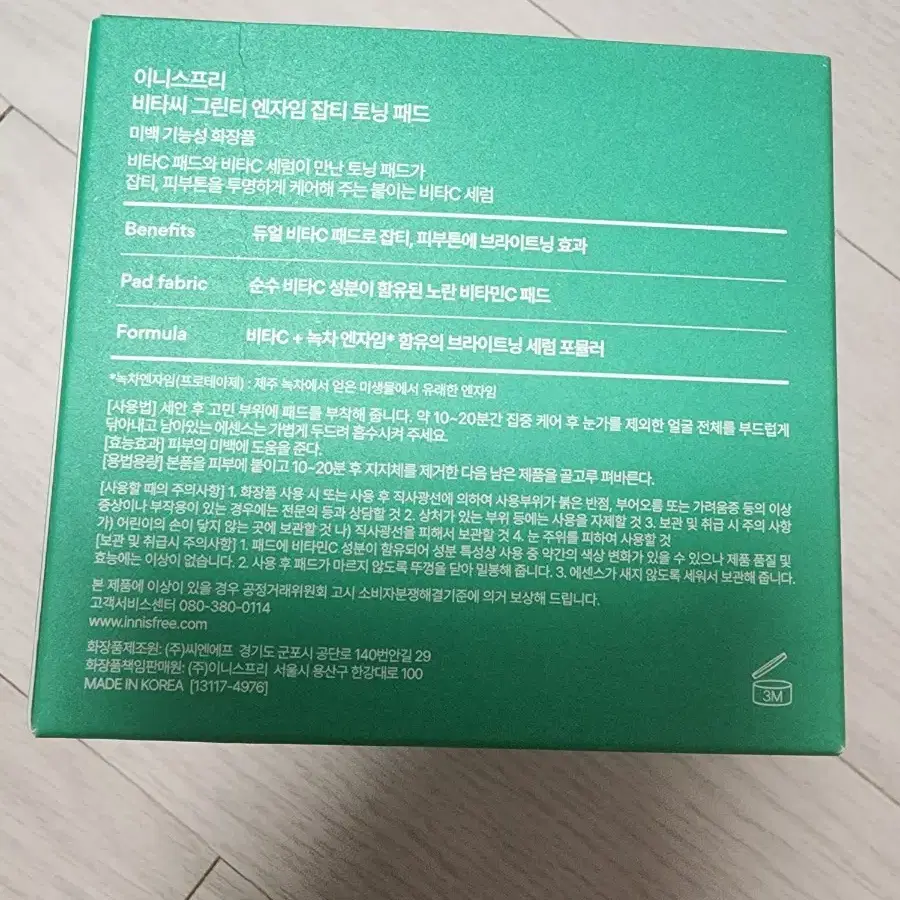 이니스프리
비타씨 그린티 엔자임 잡티 토닝 패드
미백 기능성 화장품
비타C 패드와 비타C 세럼이 만난 토닝 패드가
잡티, 피부톤을 투명하게 케어해 주는 붙이는 비타C 세럼
Benefits 듀얼 비타C 패드로 잡티, 피부톤에 브라이트닝 효과
Pad fabric 순수 비타C 성분이 함유된 노란 비타민C 패드
Formula 비타C + 녹차 엔자임* 함유의 브라이트닝 세럼 포뮬러
*녹차엔자임(프로테아제) : 제주 녹차에서 얻은 미생물에서 유래한 엔자임
[사용법] 세안 후 고민 부위에 패드를 부착해 줍니다. 약 10~20분간 집중 케어 후 눈가를 제외한 얼굴 전체를 부드럽게
닦아내고 남아있는 에센스는 가볍게 두드려 흡수시켜 주세요.
[효능효과] 피부의 미백에 도움을 준다.
[용법용량] 본품을 피부에 붙이고 10~20분 후 지지체를 제거한 다음 남은 제품을 골고루 펴바른다.
[사용할 때의 주의사항] 1. 화장품 사용 시 또는 사용 후 직사광선에 의하여 사용부위가 붉은 반점, 부어오름 또는 가려움증 등의 이상
증상이나 부작용이 있는 경우에는 전문의 등과 상담할 것 2. 상처가 있는 부위 등에는 사용을 자제할 것 3. 보관 및 취급 시 주의 사항
가) 어린이의 손이 닿지 않는 곳에 보관할 것 나) 직사광선을 피해서 보관할 것 4. 눈 주위를 피하여 사용할 것
[보관 및 취급시 주의사항] 1. 패드에 비타민C 성분이 함유되어 성분 특성상 사용 중 약간의 색상 변화가 있을 수 있으나 제품 품질 및
효능에는 이상이 없습니다. 2. 사용 후 패드가 마르지 않도록 뚜껑을 닫아 밀봉해 줍니다. 3. 에센스가 새지 않도록 세워서 보관해 줍니다.
본 제품에 이상이 있을 경우 공정거래위원회 고시 소비자분쟁해결기준에 의거 보상해 드립니다.
고객서비스센터 080-380-0114
www.innisfree.com
화장품제조원: (주)씨엔에프 경기도 군포시 공단로 140번안길 29
화장품책임판매원: (주)이니스프리 서울시 용산구 한강대로 100
MADE IN KOREA [13117-4976]
3M